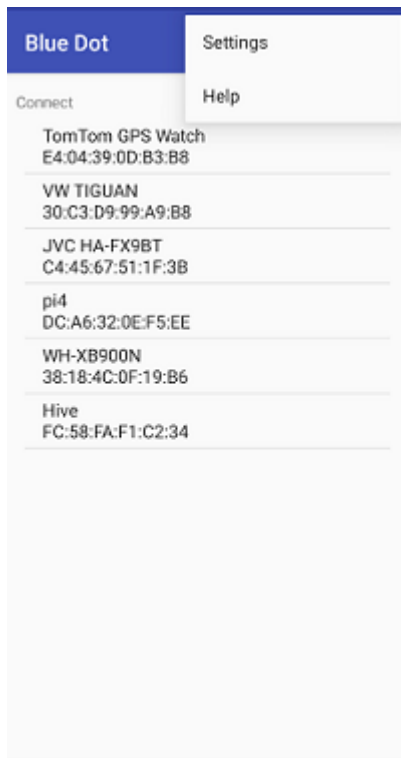 Blue Dot
Settings
Help
Connect
TomTom GPS Watch
E4:04:39:0D:B3:B8
VW TIGUAN
30:C3:D9:99:A9:B8
JVC HA-FX9BT
C4:45:67:51:1F:3B
pi4
DC:A6:32:0E:F5:EE
WH-XB900N
38:18:4C:0F:19:B6
Hive
FC:58:FA:F1:C2:34